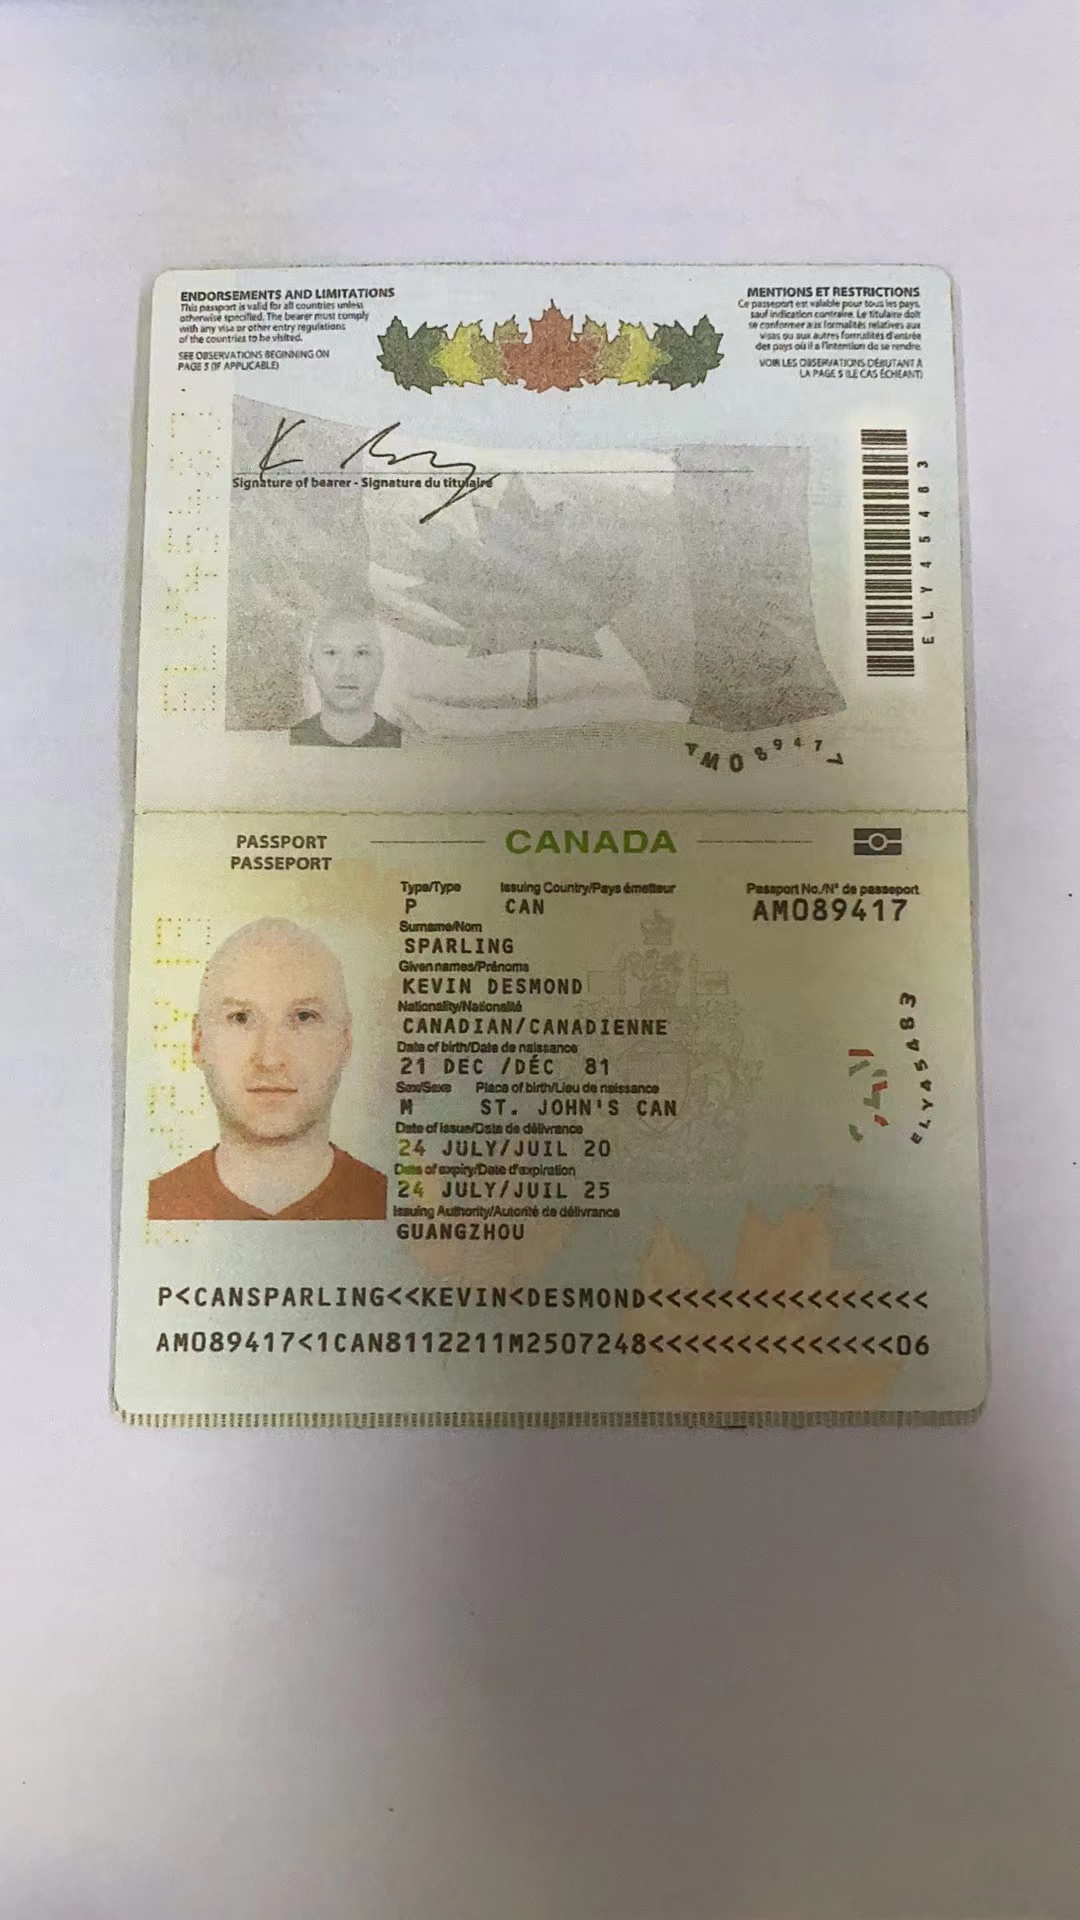 ENDORSEMENTS AND LIMITATIONS
This passport is valid for all countries unless
otherwise specified. The bearer must comply
with any visa or other entry regulations
of the countries to be visited.
SEE OBSERVATIONS BEGINNING ON
PAGE 5 (IF APPLICABLE)
MENTIONS ET RESTRICTIONS
Ce passeport est valable pour tous les pays,
sauf indication contraire. Le titulaire doit
se conformer aux formalités relatives aux
visas ou aux autres formalités d'entrée
des pays où il a l'intention de se rendre.
VOIR LES OBSERVATIONS DÉBUTANT À
LA PAGE 5 (LE CAS ÉCHÉANT)
Signature of bearer - Signature du titulaire
ELY45463
PASSPORT
PASSEPORT
CANADA
Type/Type Issuing Country/Pays émetteur Passport No./N° de passeport
P CAN AM089417
Surname/Nom
SPARLING
Given names/Prénoms
KEVIN DESMOND
Nationality/Nationalité
CANADIAN/CANADIENNE
Date of birth/Date de naissance
21 DEC /DÉC 81
Sex/Sexe Place of birth/Lieu de naissance
M ST. JOHN'S CAN
Date of issue/Date de délivrance
24 JULY/JUIL 20
Date of expiry/Date d'expiration
24 JULY/JUIL 25
Issuing Authority/Autorité de délivrance
GUANGZHOU
P<CANSPARLING<<KEVIN<DESMOND<<<<<<<<<<<<<<<<
AM089417<1CAN8112211M2507248<<<<<<<<<<<<<<06